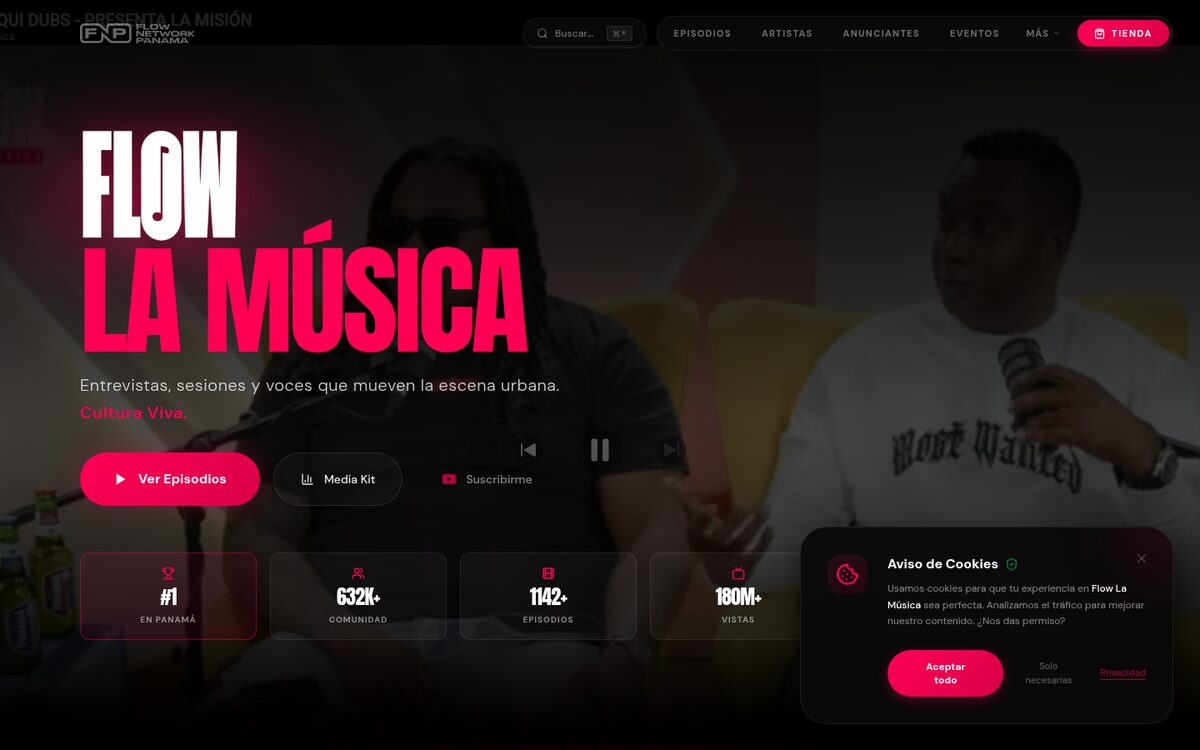 QUI DUBS - PRESENTA LA MISIÓN
FNP FLOW NETWORK PANAMA
Buscar... ⌘ K
EPISODIOS
ARTISTAS
ANUNCIANTES
EVENTOS
MÁS
TIENDA
FLOW
LA MÚSICA
Entrevistas, sesiones y voces que mueven la escena urbana.
Cultura Viva.
Most Wanted
Ver Episodios
Media Kit
Suscribirme
#1
EN PANAMÁ
632K+
COMUNIDAD
1142+
EPISODIOS
180M+
VISTAS
Aviso de Cookies
Usamos cookies para que tu experiencia en Flow La
Música sea perfecta. Analizamos el tráfico para mejorar
nuestro contenido. ¿Nos das permiso?
Aceptar
todo
Solo
necesarias
Privacidad